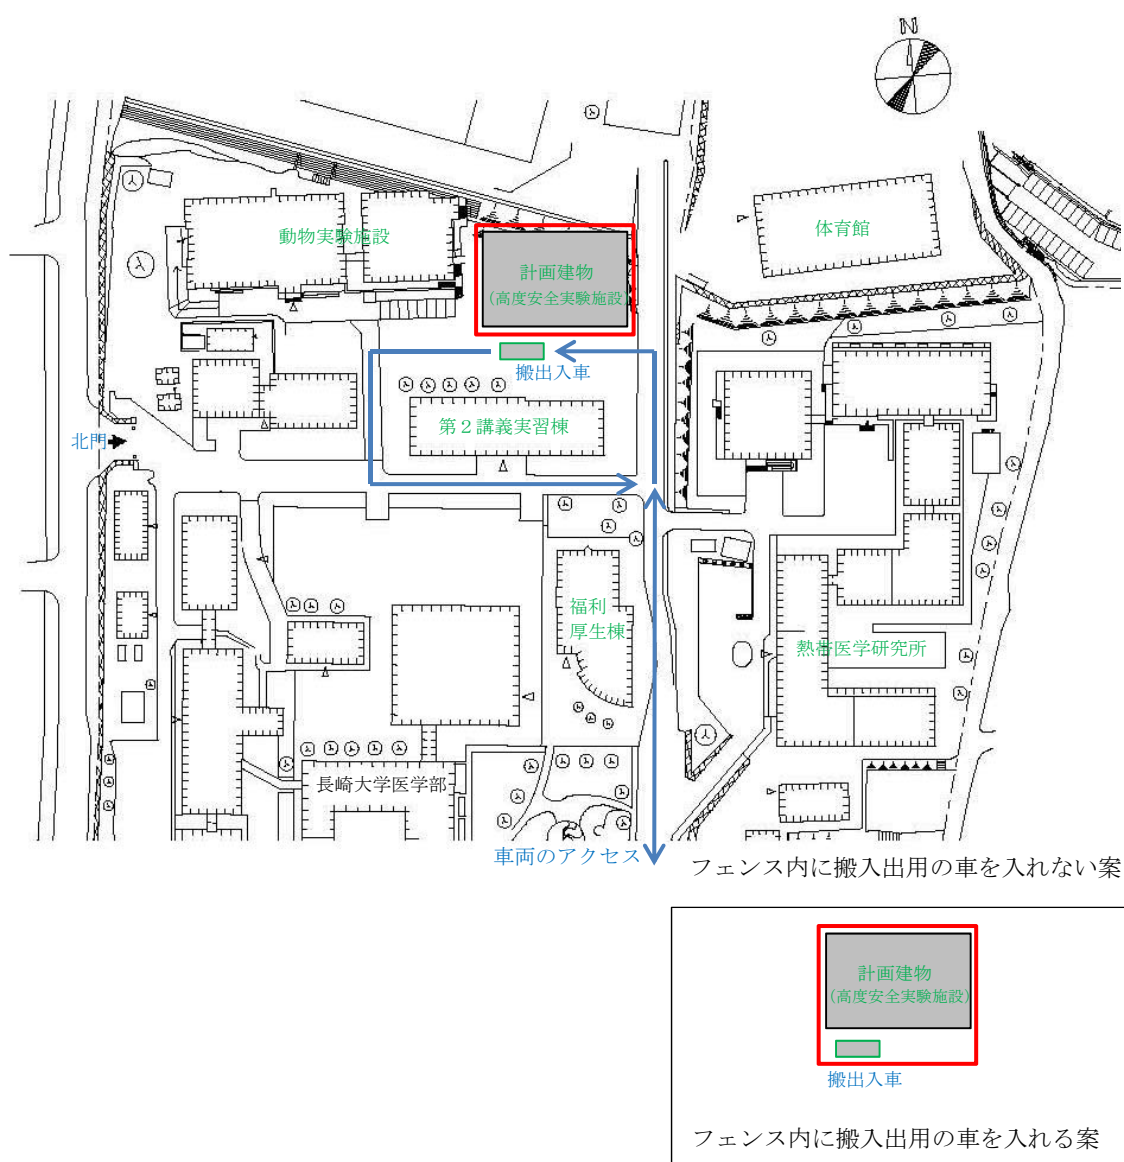 N
体育館
動物実験施設
計画建物
(高度安全実験施設)
搬出入車
第２講義実習棟
北門
福利
厚生棟
熱帯医学研究所
長崎大学医学部
車両のアクセス
フェンス内に搬入出用の車を入れない案
計画建物
(高度安全実験施設)
搬出入車
フェンス内に搬入出用の車を入れる案